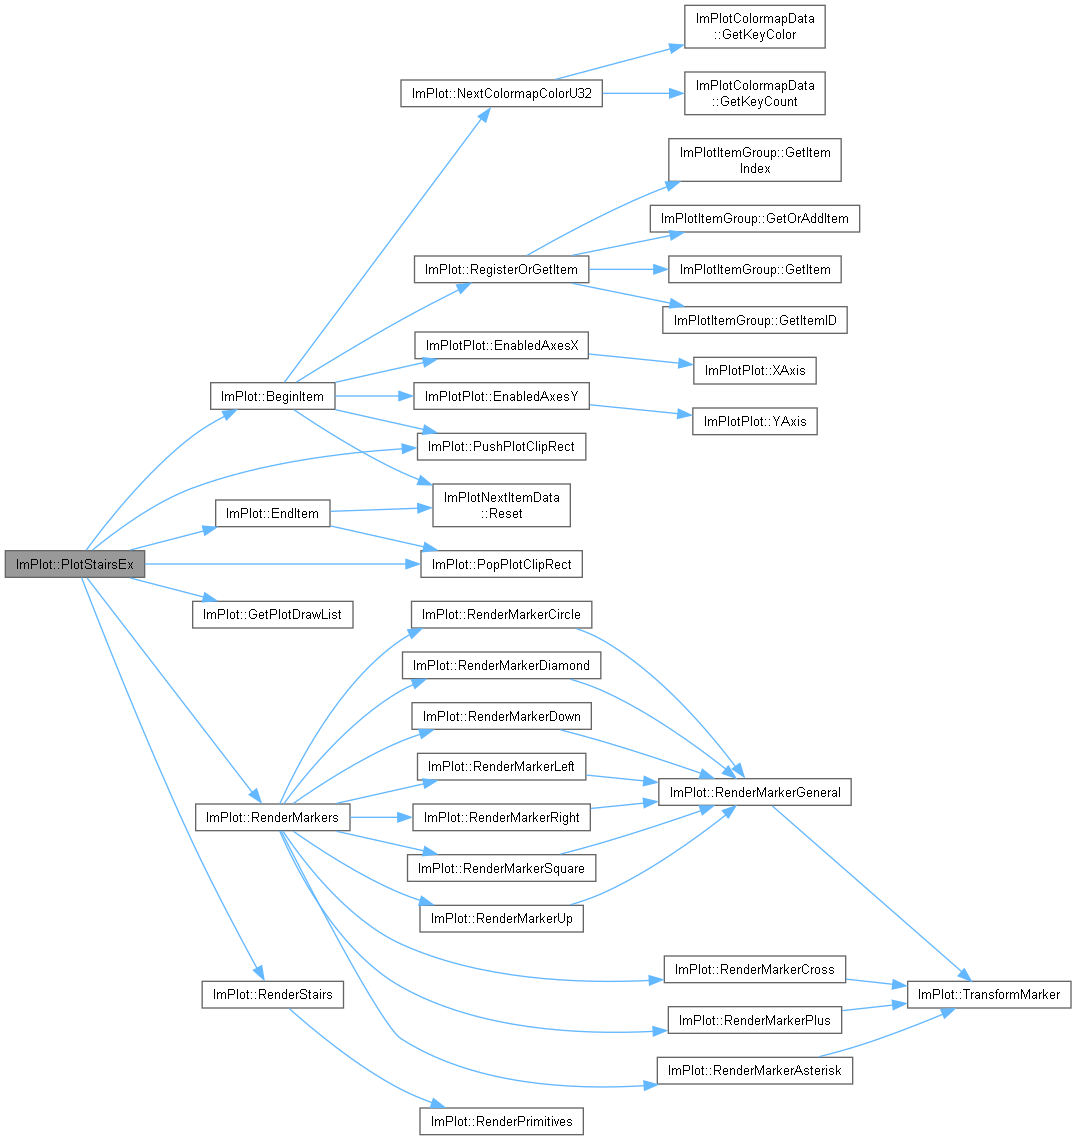 ImPlotColormapData
::GetKeyColor
ImPlot::NextColormapColorU32
ImPlotColormapData
::GetKeyCount
ImPlotItemGroup::GetItem
Index
ImPlotItemGroup::GetOrAddItem
ImPlot::RegisterOrGetItem
ImPlotItemGroup::GetItem
ImPlotItemGroup::GetItemID
ImPlotPlot::EnabledAxesX
ImPlotPlot::XAxis
ImPlot::BeginItem
ImPlotPlot::EnabledAxesY
ImPlotPlot::YAxis
ImPlot::PushPlotClipRect
ImPlotNextItemData
::Reset
ImPlot::EndItem
ImPlot::PlotStairsEx
ImPlot::PopPlotClipRect
ImPlot::GetPlotDrawList
ImPlot::RenderMarkerCircle
ImPlot::RenderMarkerDiamond
ImPlot::RenderMarkerDown
ImPlot::RenderMarkerLeft
ImPlot::RenderMarkerGeneral
ImPlot::RenderMarkers
ImPlot::RenderMarkerRight
ImPlot::RenderMarkerSquare
ImPlot::RenderMarkerUp
ImPlot::RenderMarkerCross
ImPlot::RenderStairs
ImPlot::TransformMarker
ImPlot::RenderMarkerPlus
ImPlot::RenderMarkerAsterisk
ImPlot::RenderPrimitives